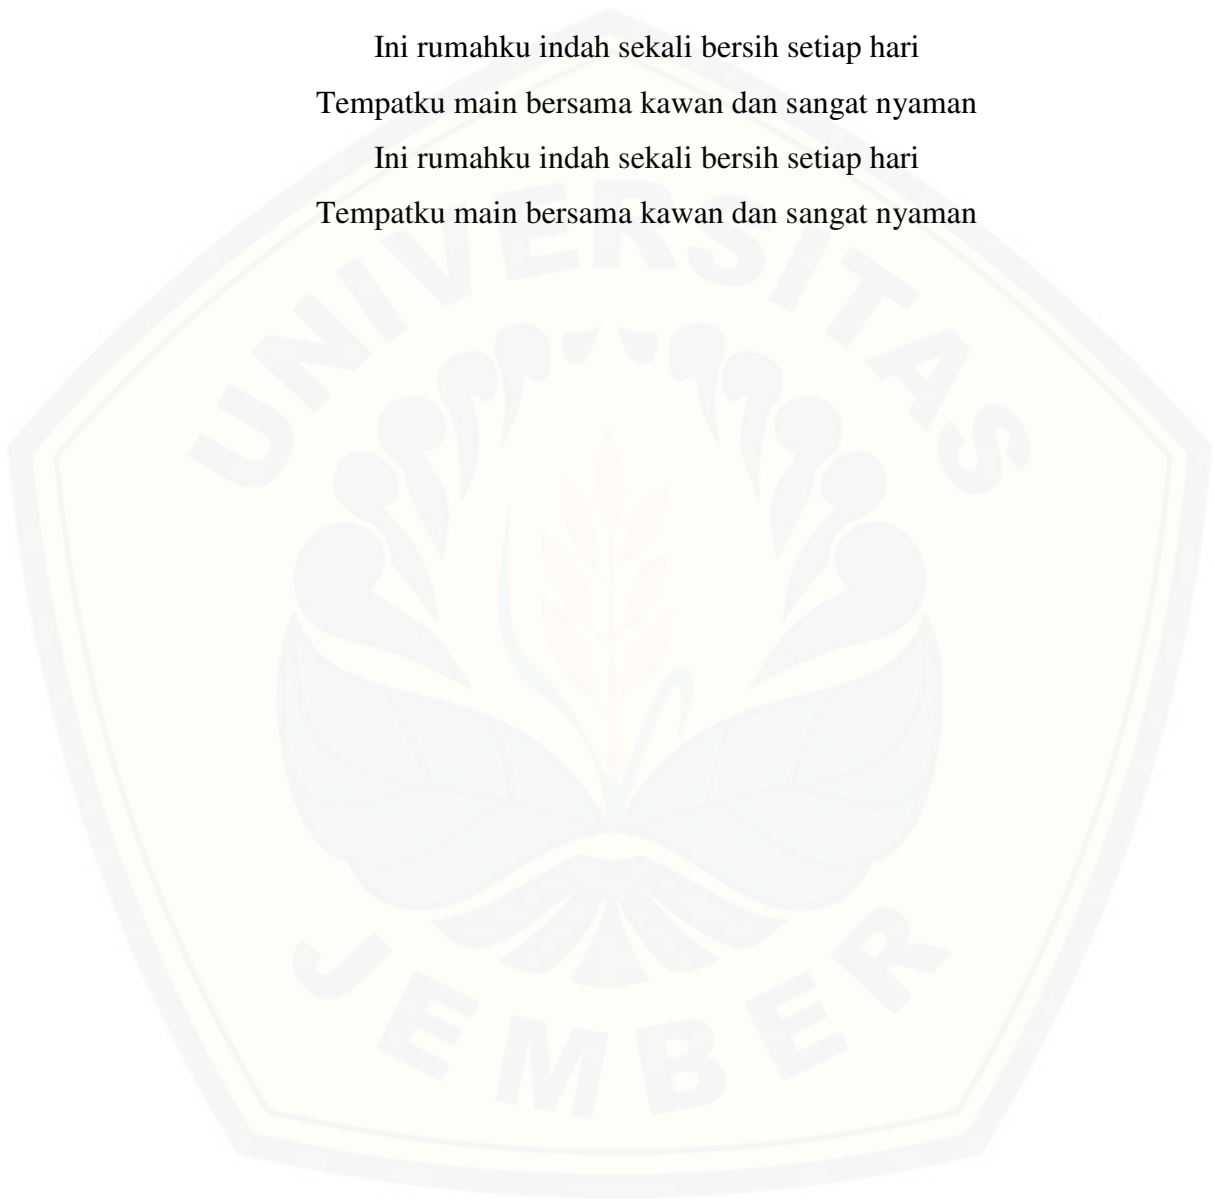 Ini rumahku indah sekali bersih setiap hari
Tempatku main bersama kawan dan sangat nyaman
Ini rumahku indah sekali bersih setiap hari
Tempatku main bersama kawan dan sangat nyaman
UNIVERSITAS
JEMBER